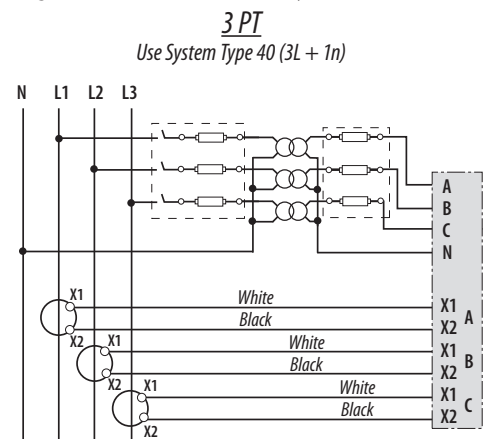 3 PT
Use System Type 40 (3L + 1n)
N L1 L2 L3
A
B
C
N
X1 White X1
X2 Black X2 A
X1 White X1
X2 Black X2 B
X1 White X1
X2 Black X2 C